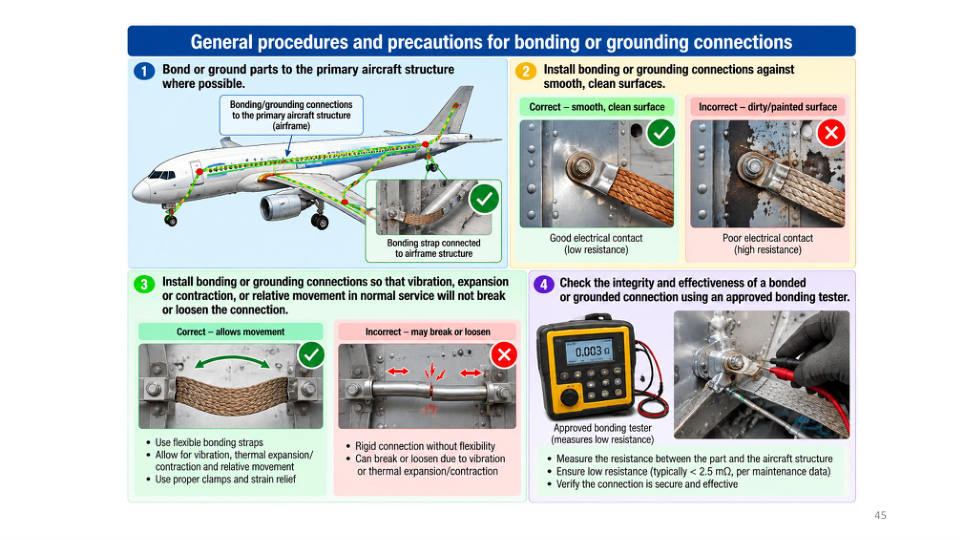 General procedures and precautions for bonding or grounding connections
1 Bond or ground parts to the primary aircraft structure
where possible.
Bonding/grounding connections
to the primary aircraft structure
(airframe)
Bonding strap connected
to airframe structure
2 Install bonding or grounding connections against
smooth, clean surfaces.
Correct – smooth, clean surface
Good electrical contact
(low resistance)
Incorrect – dirty/painted surface
Poor electrical contact
(high resistance)
3 Install bonding or grounding connections so that vibration, expansion
or contraction, or relative movement in normal service will not break
or loosen the connection.
Correct – allows movement
• Use flexible bonding straps
• Allow for vibration, thermal expansion/
contraction and relative movement
• Use proper clamps and strain relief
Incorrect – may break or loosen
• Rigid connection without flexibility
• Can break or loosen due to vibration
or thermal expansion/contraction
4 Check the integrity and effectiveness of a bonded
or grounded connection using an approved bonding tester.
0.003 Ω
Approved bonding tester
(measures low resistance)
• Measure the resistance between the part and the aircraft structure
• Ensure low resistance (typically < 2.5 mΩ, per maintenance data)
• Verify the connection is secure and effective
45